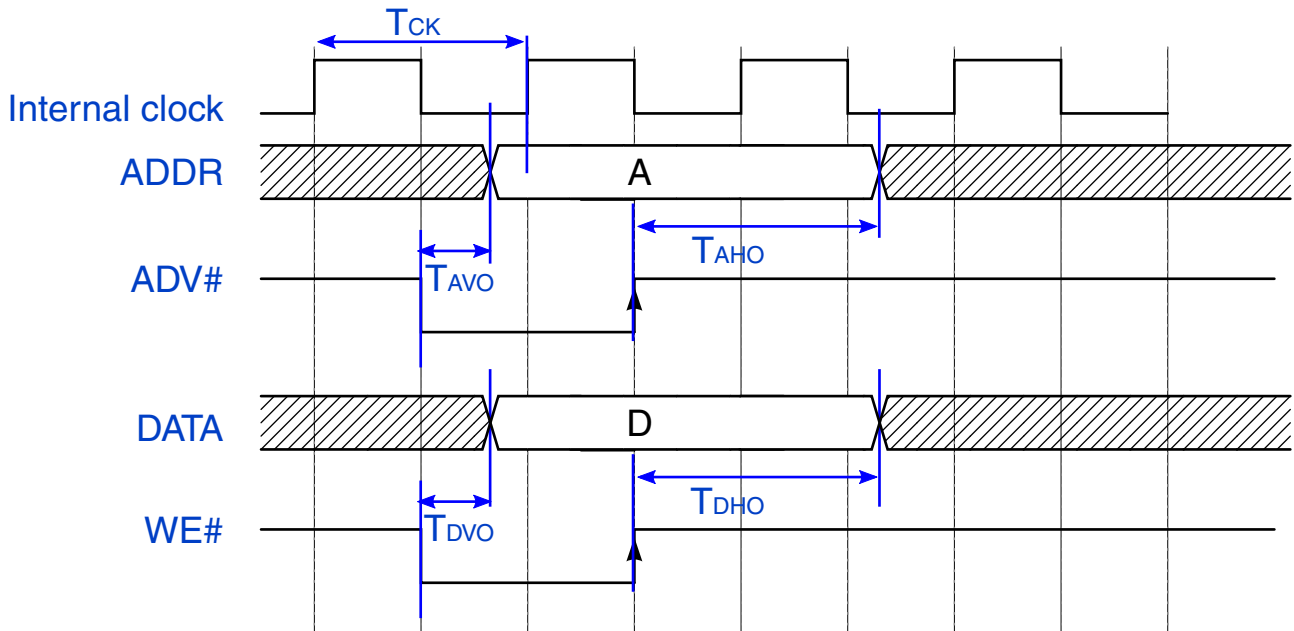 TCK
Internal clock
ADDR
A
TAHO
TAVO
ADV#
DATA
D
TDHO
TDVO
WE#